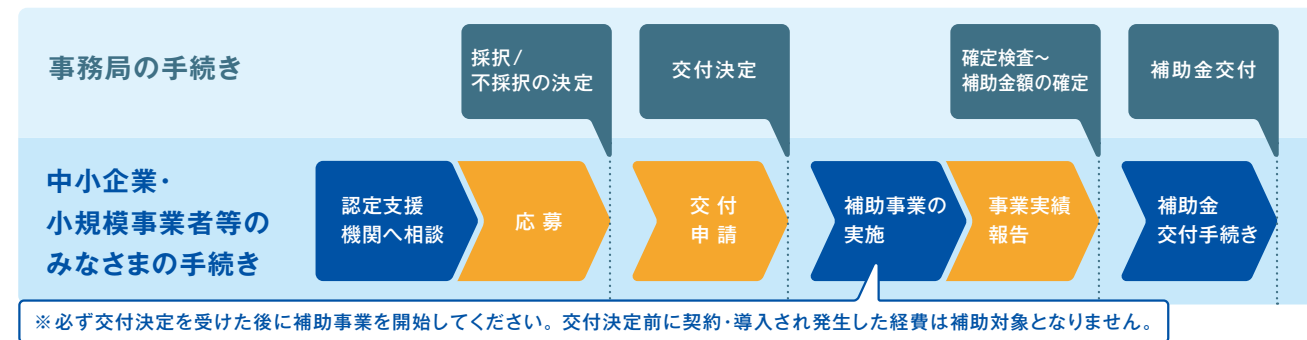 事務局の手続き
採択/
不採択の決定
交付決定
確定検査～
補助金額の確定
補助金交付
中小企業・
小規模事業者等の
みなさまの手続き
認定支援
機関へ相談
応募
交付
申請
補助事業の
実施
事業実績
報告
補助金
交付手続き
※必ず交付決定を受けた後に補助事業を開始してください。交付決定前に契約・導入され発生した経費は補助対象となりません。